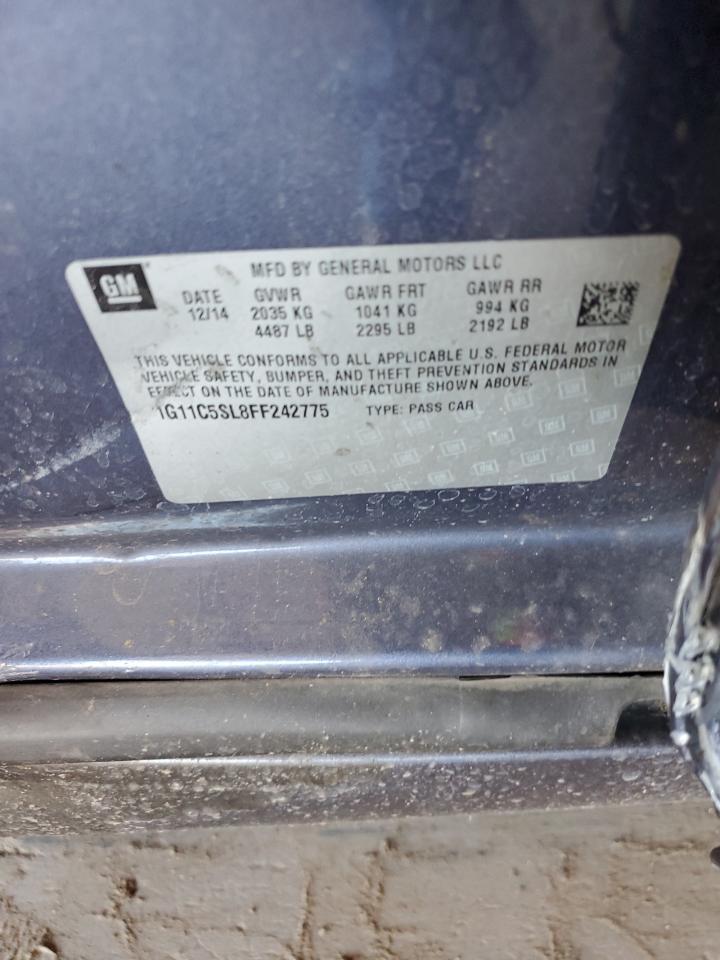 GM
MFD BY GENERAL MOTORS LLC
DATE GVWR GAWR FRT GAWR RR
12/14 2035 KG 1041 KG 994 KG
4487 LB 2295 LB 2192 LB
THIS VEHICLE CONFORMS TO ALL APPLICABLE U.S. FEDERAL MOTOR
VEHICLE SAFETY, BUMPER, AND THEFT PREVENTION STANDARDS IN
EFFECT ON THE DATE OF MANUFACTURE SHOWN ABOVE.
1G11C5SL8FF242775 TYPE: PASS CAR